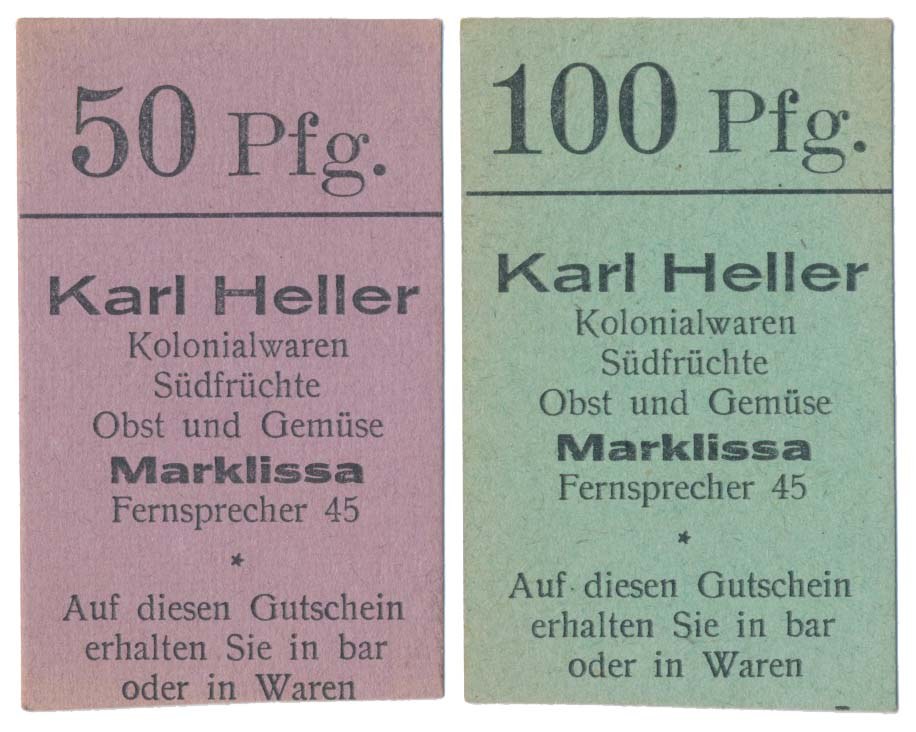 50 Pfg.
Karl Heller
Kolonialwaren
Südfrüchte
Obst und Gemüse
Marklissa
Fernsprecher 45
*
Auf diesen Gutschein
erhalten Sie in bar
oder in Waren
100 Pfg.
Karl Heller
Kolonialwaren
Südfrüchte
Obst und Gemüse
Marklissa
Fernsprecher 45
*
Auf diesen Gutschein
erhalten Sie in bar
oder in Waren